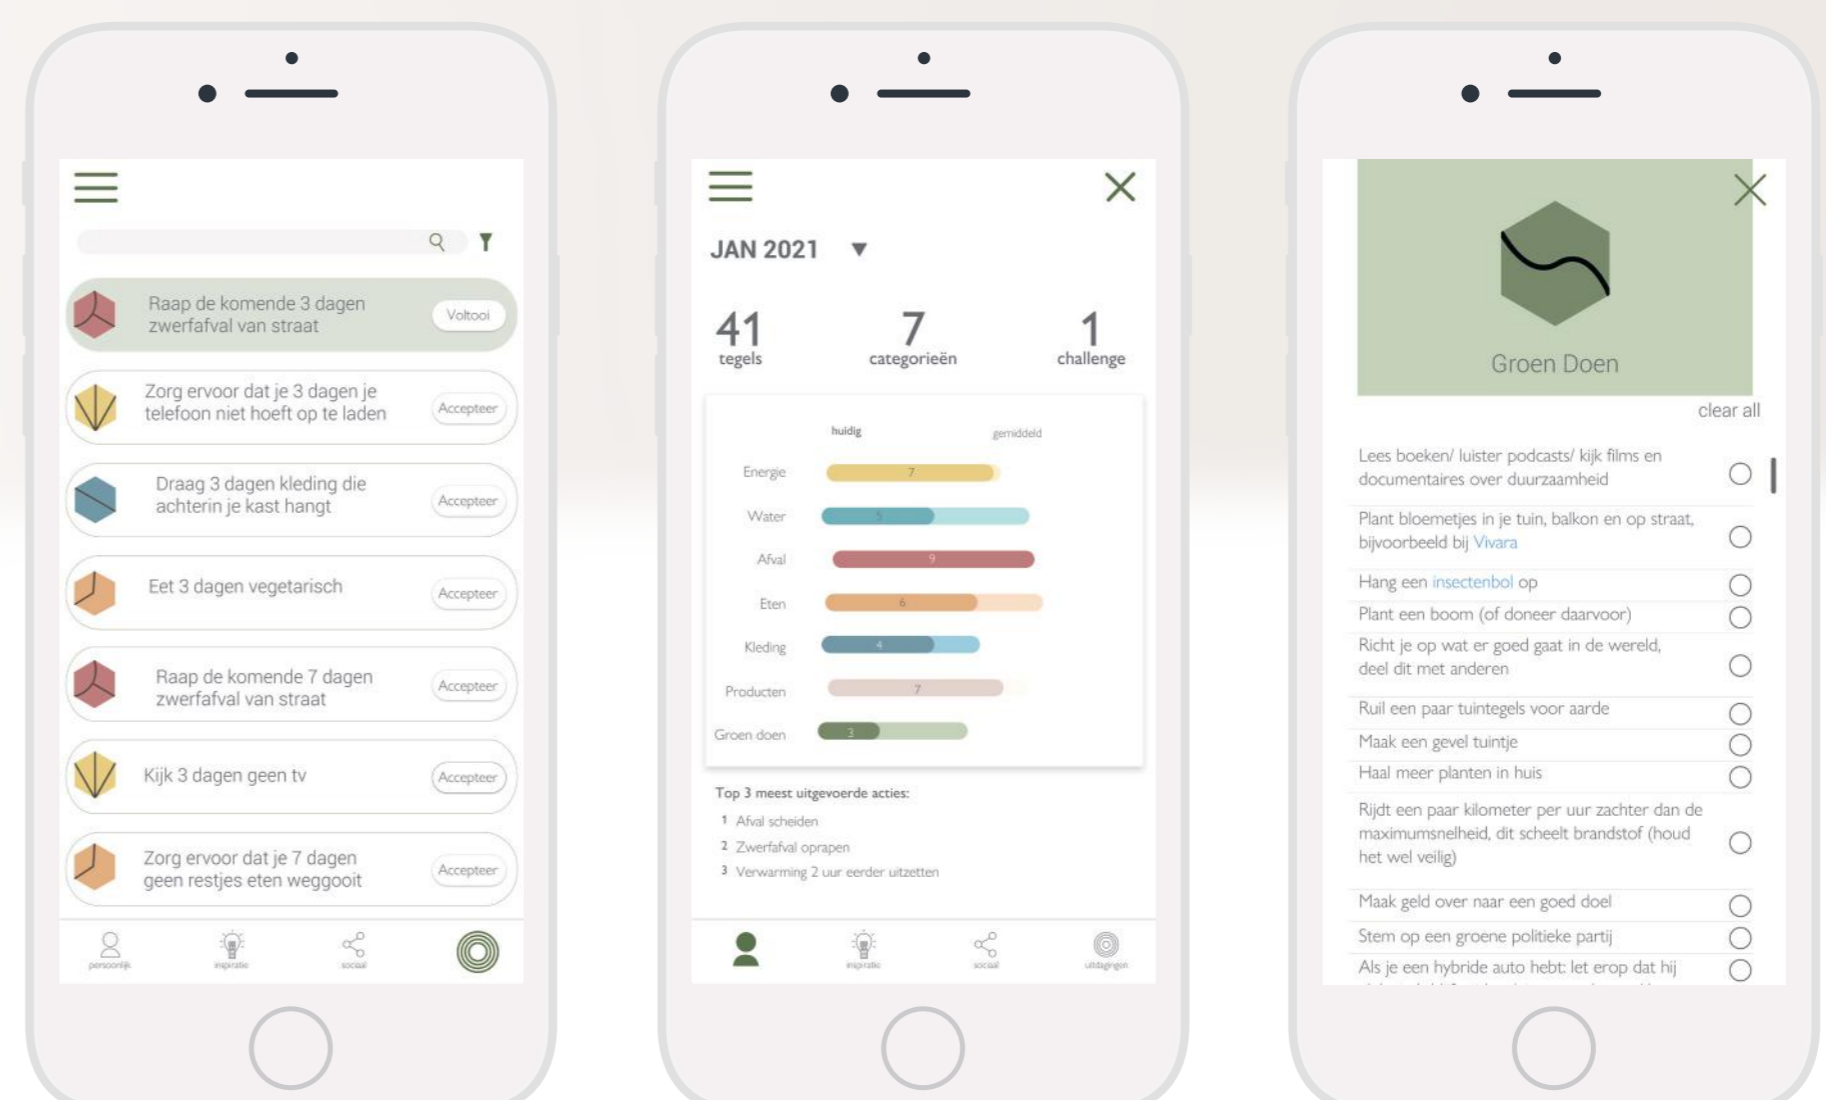 Raap de komende 3 dagen
zwerfafval van straat
Voltooi
Zorg ervoor dat je 3 dagen je
telefoon niet hoeft op te laden
Accepteer
Draag 3 dagen kleding die
achterin je kast hangt
Accepteer
Eet 3 dagen vegetarisch
Accepteer
Raap de komende 7 dagen
zwerfafval van straat
Accepteer
Kijk 3 dagen geen tv
Accepteer
Zorg ervoor dat je 7 dagen
geen restjes eten weggooit
Accepteer
persoonlijk
inspiratie
sociaal
JAN 2021
41
tegels
7
categorieën
1
challenge
huidig
gemiddeld
Energie
7
Water
5
Afval
9
Eten
6
Kleding
4
Producten
7
Groen doen
3
Top 3 meest uitgevoerde acties:
1 Afval scheiden
2 Zwerfafval oprapen
3 Verwarming 2 uur eerder uitzetten
inspiratie
sociaal
uitdagingen
Groen Doen
clear all
Lees boeken/ luister podcasts/ kijk films en
documentaires over duurzaamheid
Plant bloemetjes in je tuin, balkon en op straat,
bijvoorbeeld bij Vivara
Hang een insectenbol op
Plant een boom (of doneer daarvoor)
Richt je op wat er goed gaat in de wereld,
deel dit met anderen
Ruil een paar tuintegels voor aarde
Maak een gevel tuintje
Haal meer planten in huis
Rijdt een paar kilometer per uur zachter dan de
maximumsnelheid, dit scheelt brandstof (houd
het wel veilig)
Maak geld over naar een goed doel
Stem op een groene politieke partij
Als je een hybride auto hebt: let erop dat hij